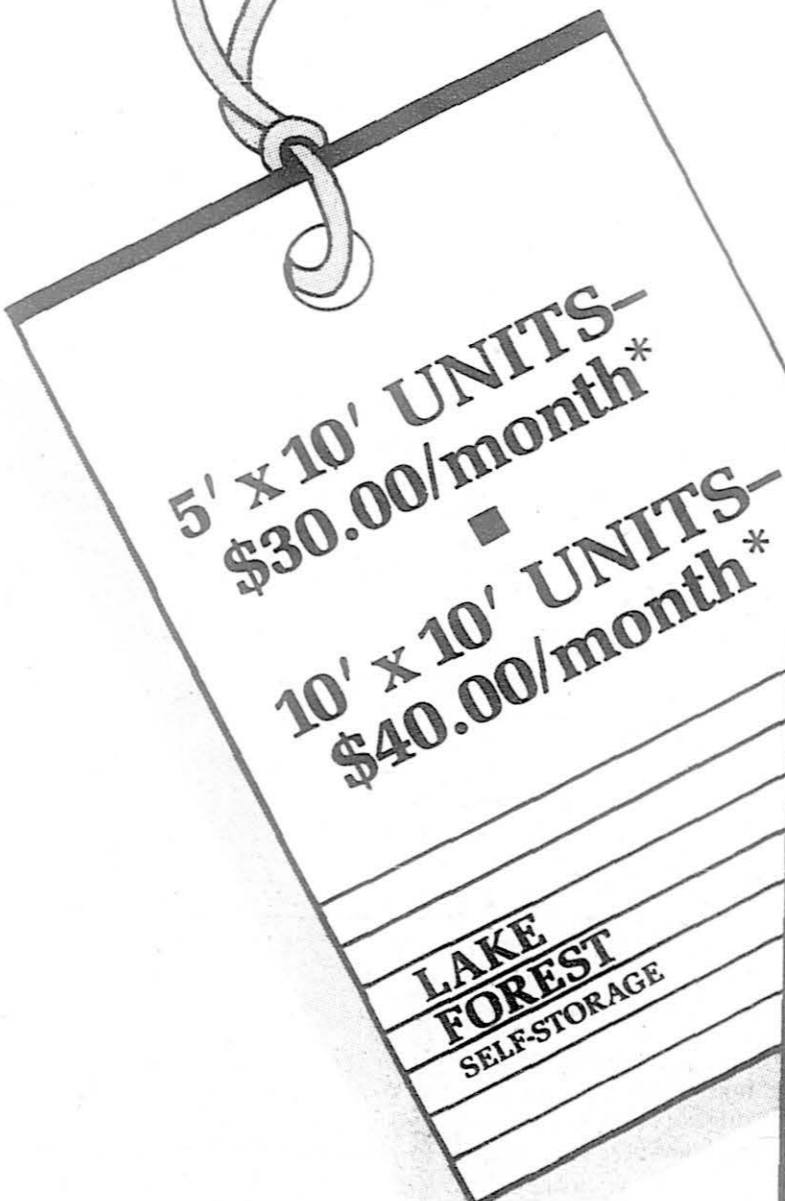 5' x 10' UNITS–
$30.00/month*
10' x 10' UNITS–
$40.00/month*
LAKE
FOREST
SELF-STORAGE